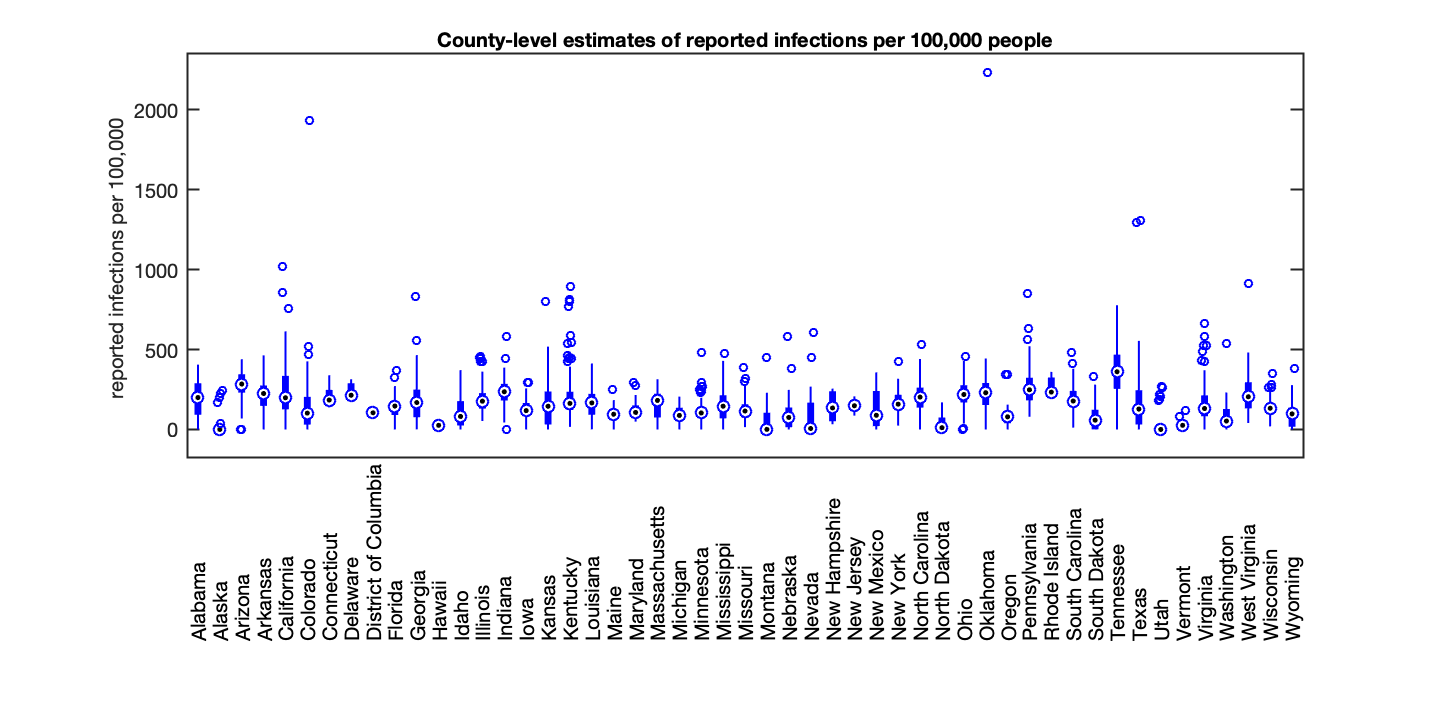 County-level estimates of reported infections per 100,000 people
reported infections per 100,000
2000
1500
1000
500
0
Alabama
Alaska
Arizona
Arkansas
California
Colorado
Connecticut
Delaware
District of Columbia
Florida
Georgia
Hawaii
Idaho
Illinois
Indiana
Iowa
Kansas
Kentucky
Louisiana
Maine
Maryland
Massachusetts
Michigan
Minnesota
Mississippi
Missouri
Montana
Nebraska
Nevada
New Hampshire
New Jersey
New Mexico
New York
North Carolina
North Dakota
Ohio
Oklahoma
Oregon
Pennsylvania
Rhode Island
South Carolina
South Dakota
Tennessee
Texas
Utah
Vermont
Virginia
Washington
West Virginia
Wisconsin
Wyoming